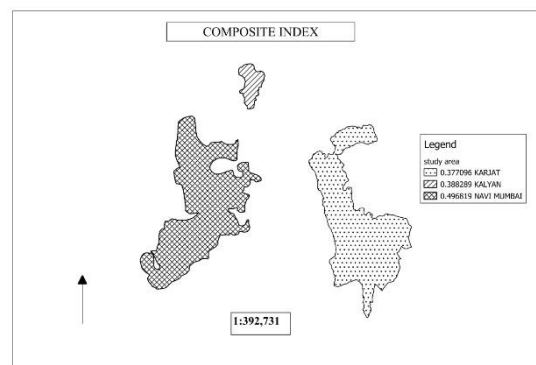 COMPOSITE INDEX
Legend
study area
0.377096 KARJAT
0.388289 KALYAN
0.496819 NAVI MUMBAI
1:392,731